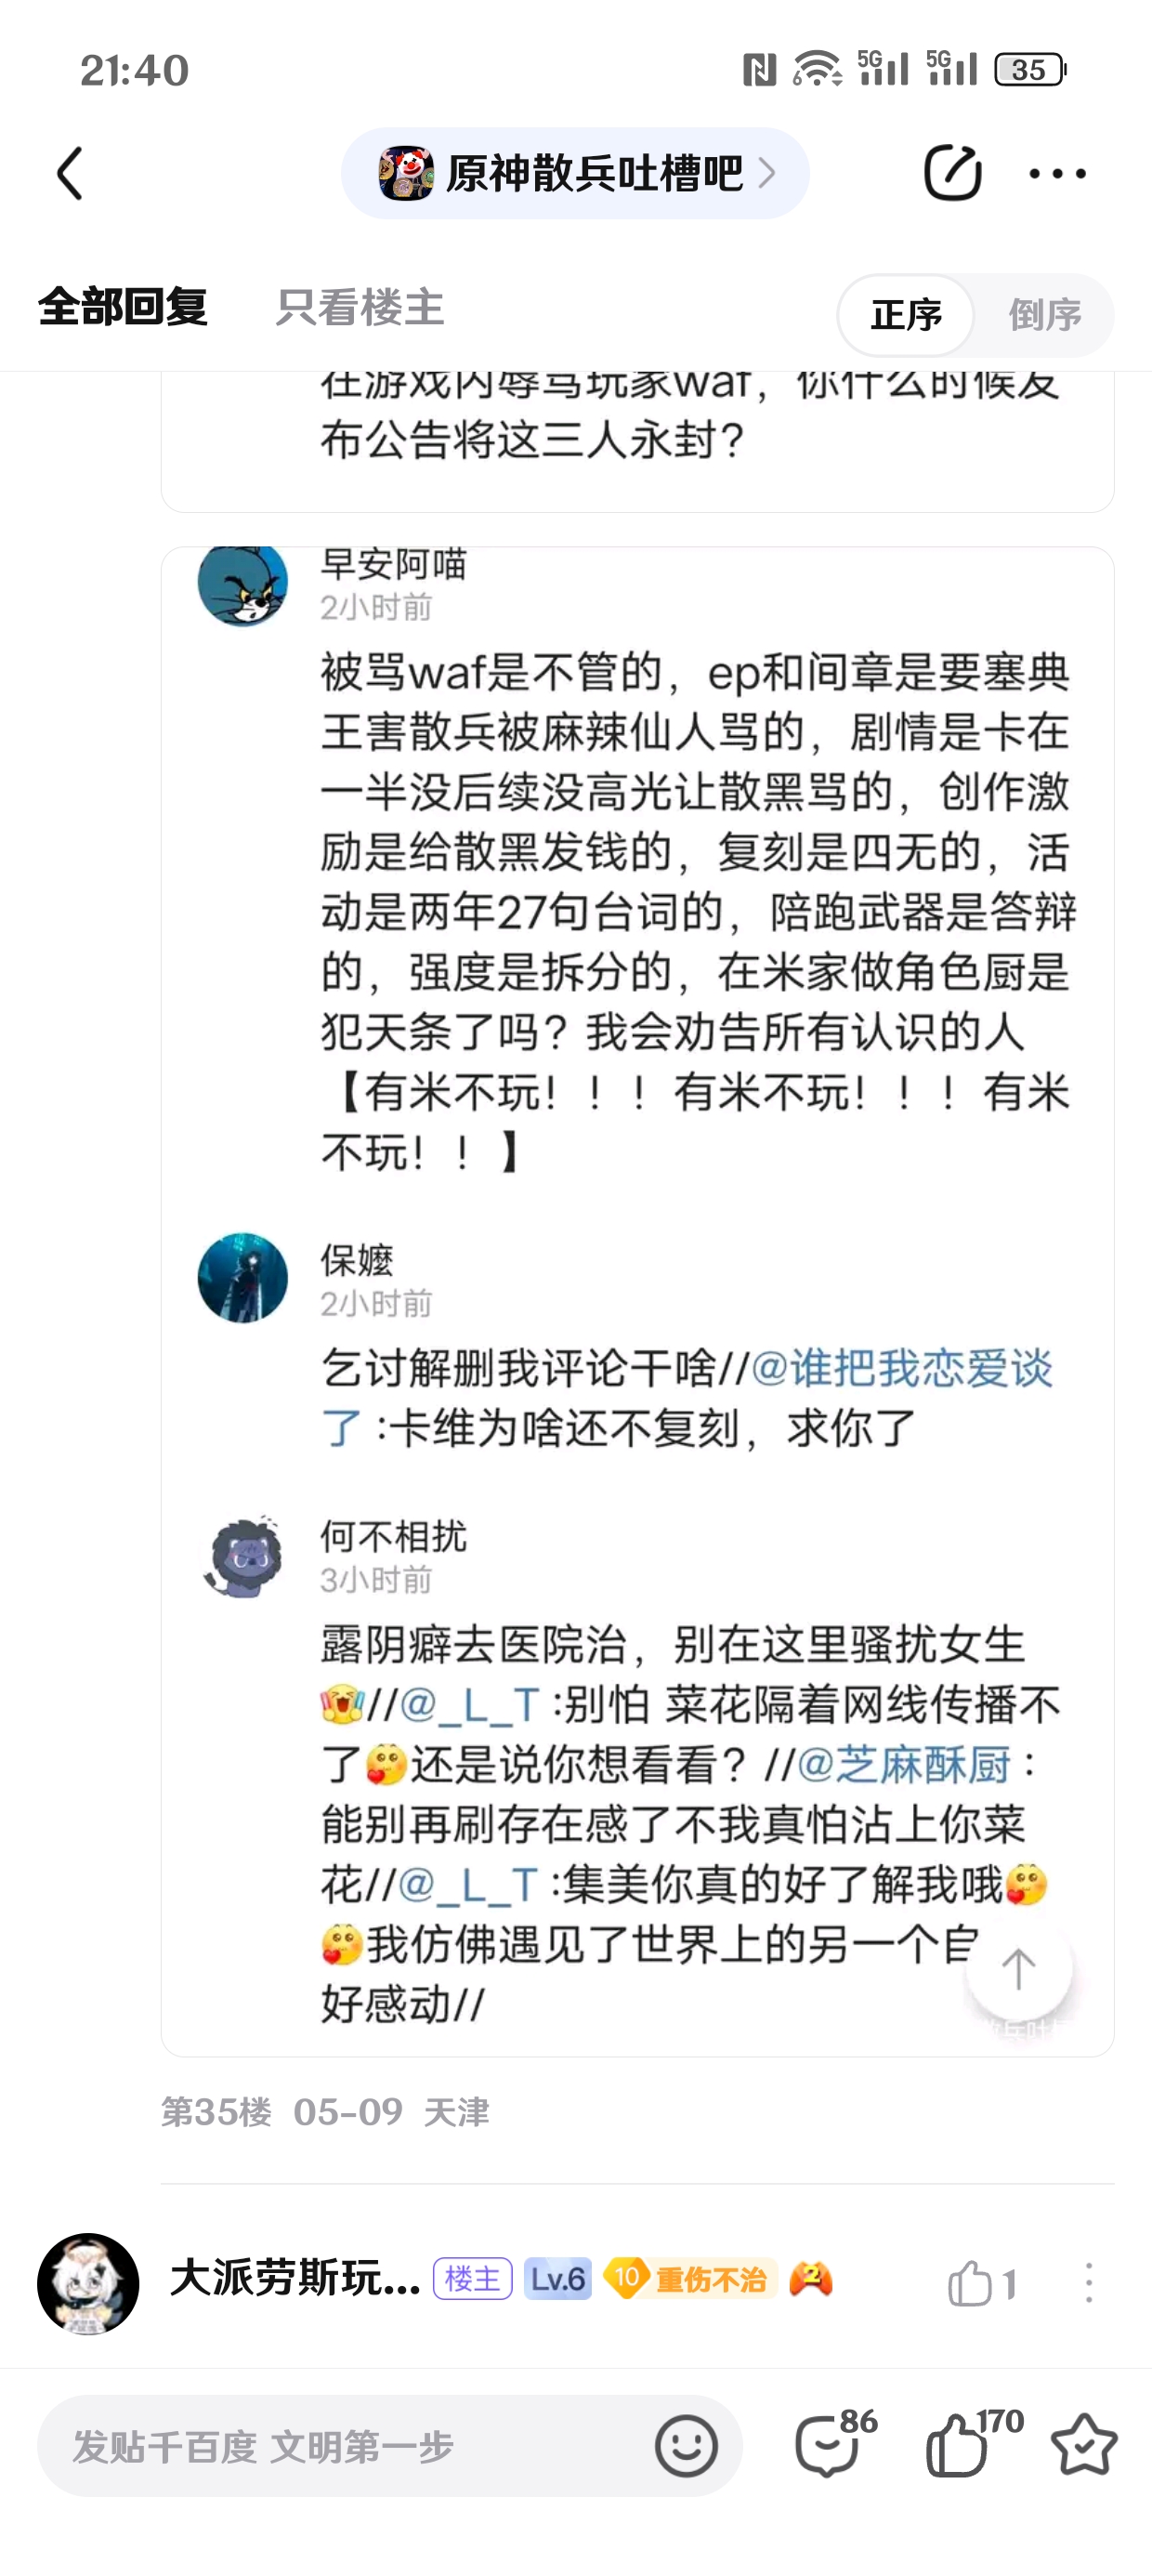 21:40
5G
5G
35
原神散兵吐槽吧
全部回复
只看楼主
正序
倒序
在游戏内辱骂玩家waf，你什么时候发
布公告将这三人永封？
早安阿喵
2小时前
被骂waf是不管的，ep和间章是要塞典
王害散兵被麻辣仙人骂的，剧情是卡在
一半没后续没高光让散黑骂的，创作激
励是给散黑发钱的，复刻是四无的，活
动是两年27句台词的，陪跑武器是答辩
的，强度是拆分的，在米家做角色厨是
犯天条了吗？我会劝告所有认识的人
【有米不玩！！！有米不玩！！！有米
不玩！！】
保嬤
2小时前
乞讨解删我评论干啥//@谁把我恋爱谈
了 :卡维为啥还不复刻，求你了
何不相扰
3小时前
露阴癖去医院治，别在这里骚扰女生
//@_L_T :别怕 菜花隔着网线传播不
了还是说你想看看？//@芝麻酥厨：
能别再刷存在感了不我真怕沾上你菜
花//@_L_T :集美你真的好了解我哦
我仿佛遇见了世界上的另一个自
好感动//
第35楼 05-09 天津
大派劳斯玩...
楼主
Lv.6
10
重伤不治
2
1
发贴千百度 文明第一步
86
170